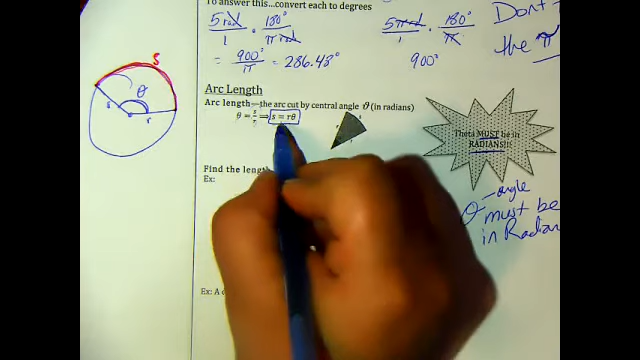 To answer this...convert each to degrees
5 rad / 1 · 180° / π rad
5π rad / 1 · 180° / π
Don't
the π
= 900° / π = 286.48°
900°
S
θ
r
r
Arc Length
Arc length – the arc cut by central angle θ (in radians)
θ = s/r ⇒ s = rθ
Theta MUST be in
RADIANS!!!
θ – angle
must be
in Radian
Find the length
Ex:
Ex: A c